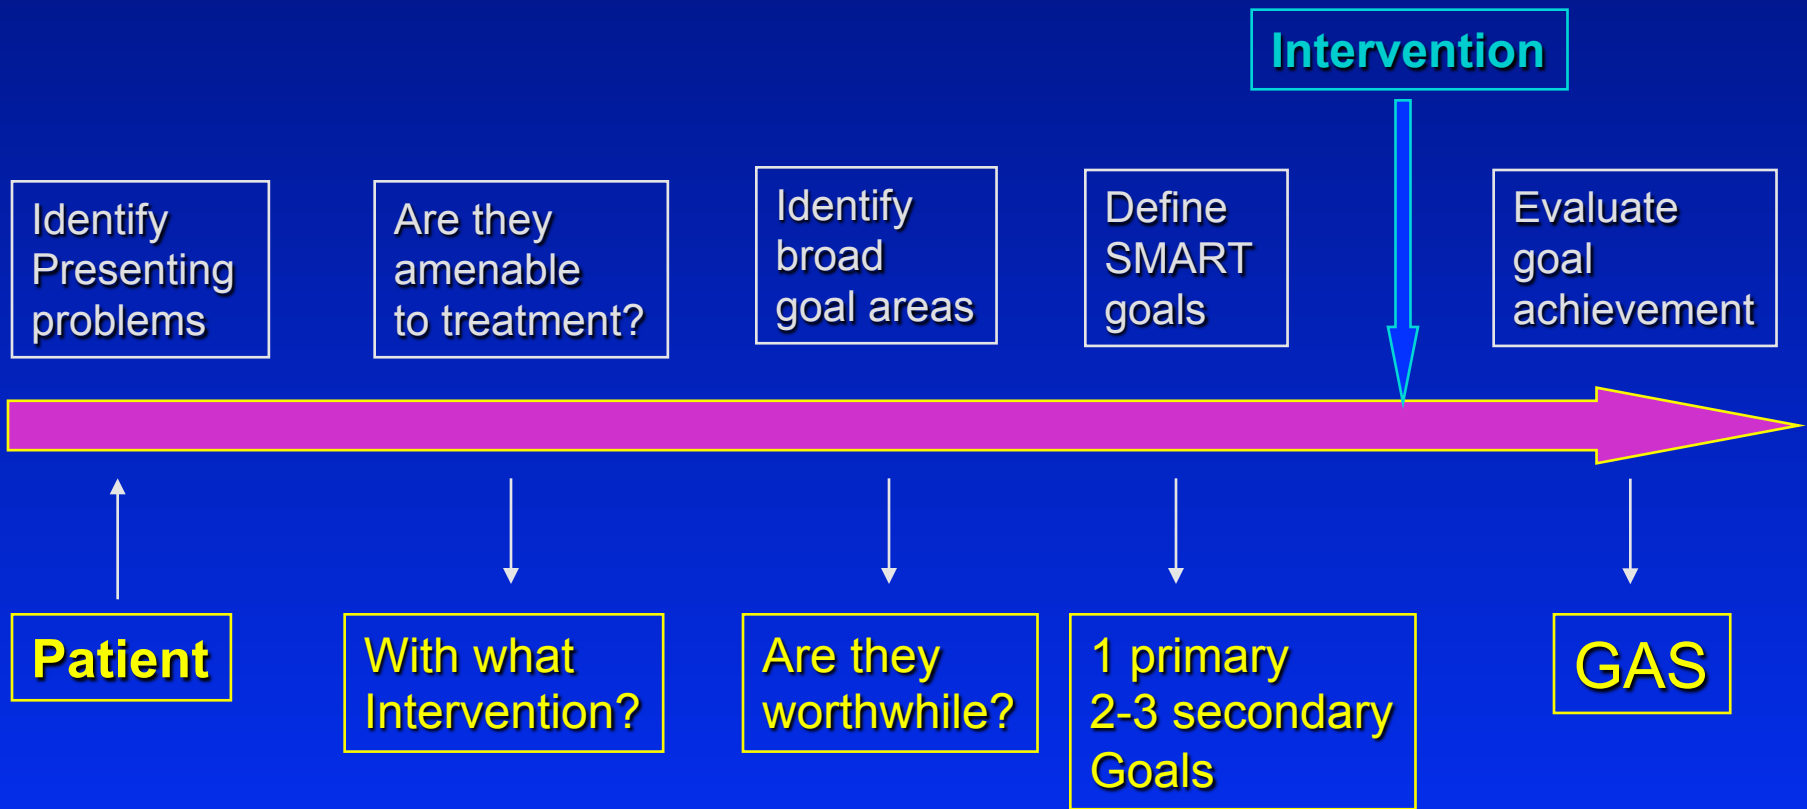 Intervention
Identify
Presenting
problems
Are they
amenable
to treatment?
Identify
broad
goal areas
Define
SMART
goals
Evaluate
goal
achievement
Patient
With what
Intervention?
Are they
worthwhile?
1 primary
2-3 secondary
Goals
GAS